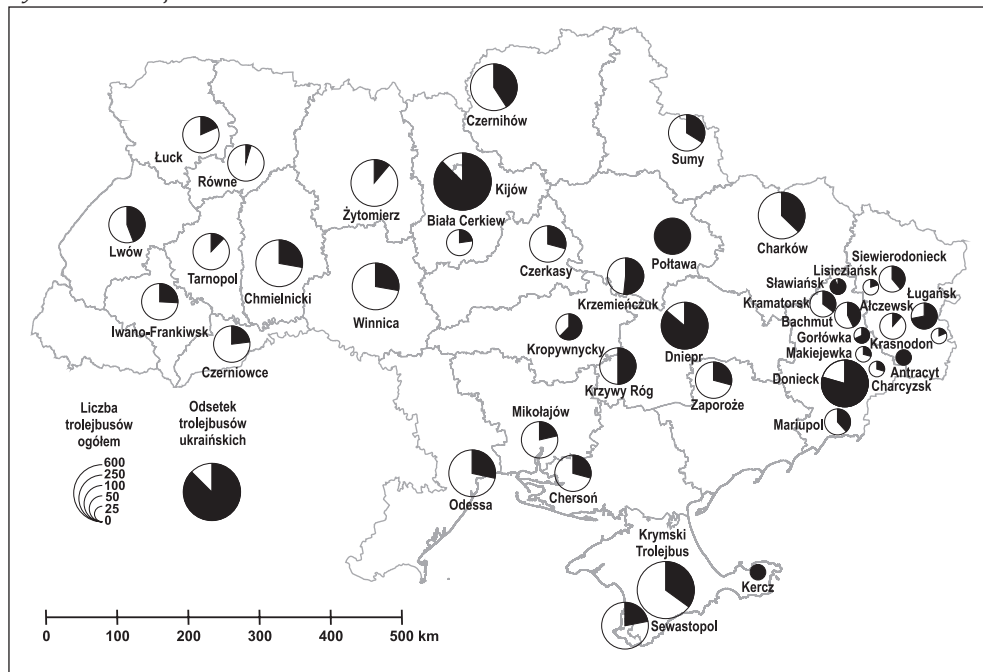 Czernihów
Sumy
Łuck
Równe
Kijów
Żytomierz
Biała Cerkiew
Lwów
Tarnopol
Chmielnicki
Winnica
Czerkasy
Połtawa
Charków
Siewierodonieck
Lisicziańsk
Sławiańsk
Ługańsk
Kramatorsk
Ałczewsk
Bachmut
Krzemieńczuk
Iwano-Frankiwsk
Czerniowce
Kropywnycky
Dniepr
Gorłówka
Krasnodon
Makiejewka
Antracyt
Donieck
Charcyzsk
Krzywy Róg
Zaporoże
Mariupol
Liczba
trolejbusów
ogółem
600
250
100
50
25
0
Odsetek
trolejbusów
ukraińskich
Mikołajów
Odessa
Chersoń
Krymski
Trolejbus
Kercz
Sewastopol
0 100 200 300 400 500 km